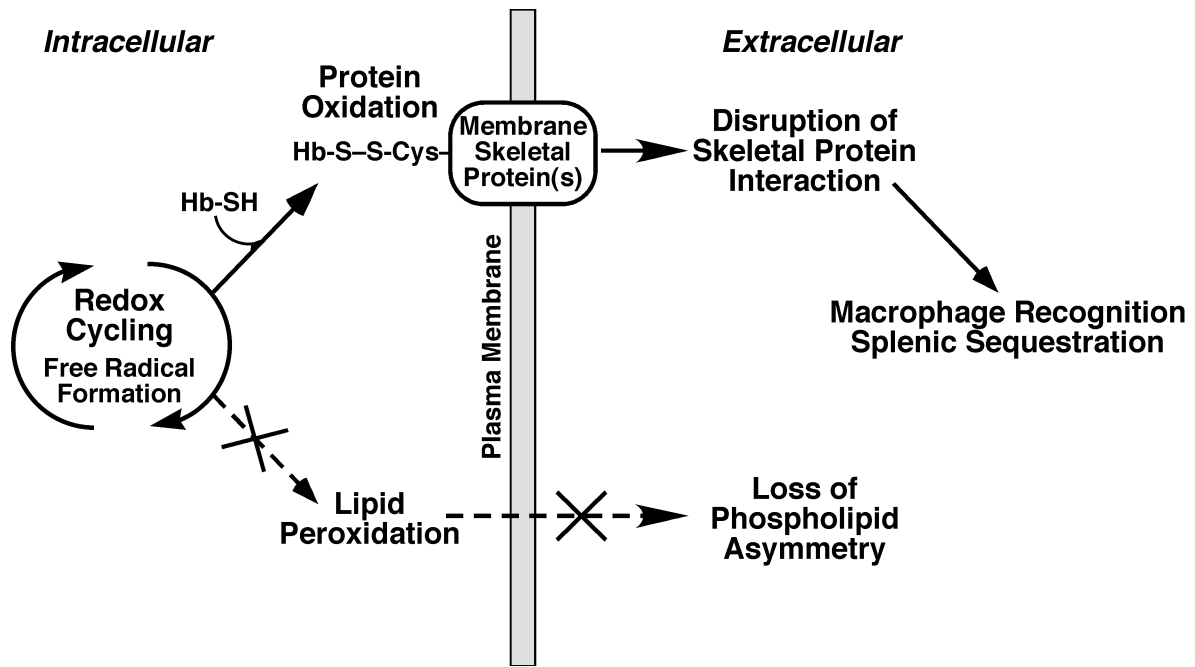 Intracellular
Extracellular
Protein
Oxidation
Hb-S–S-Cys-
Membrane
Skeletal
Protein(s)
Disruption of
Skeletal Protein
Interaction
Hb-SH
Redox
Cycling
Free Radical
Formation
Plasma Membrane
Macrophage Recognition
Splenic Sequestration
Lipid
Peroxidation
Loss of
Phospholipid
Asymmetry